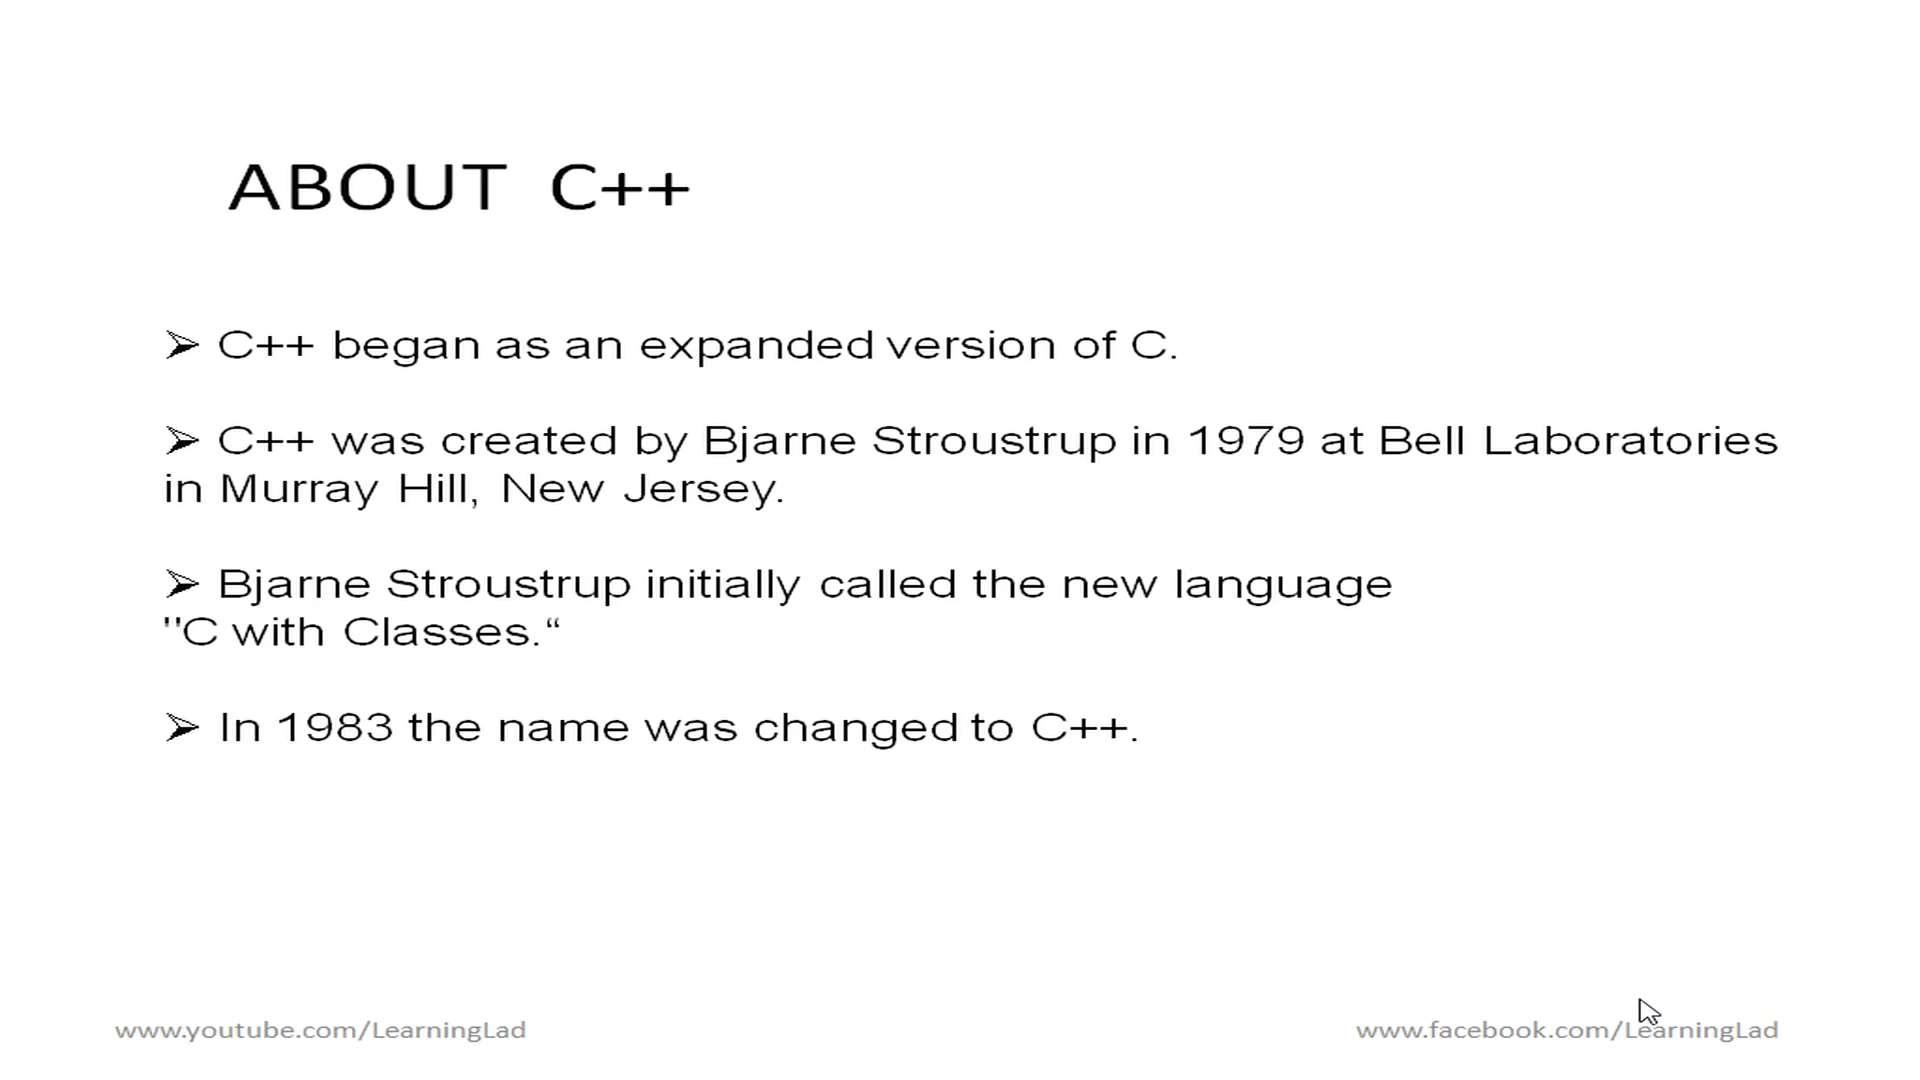 ABOUT C++
➢ C++ began as an expanded version of C.
➢ C++ was created by Bjarne Stroustrup in 1979 at Bell Laboratories
in Murray Hill, New Jersey.
➢ Bjarne Stroustrup initially called the new language
"C with Classes.“
➢ In 1983 the name was changed to C++.
www.youtube.com/LearningLad
www.facebook.com/LearningLad